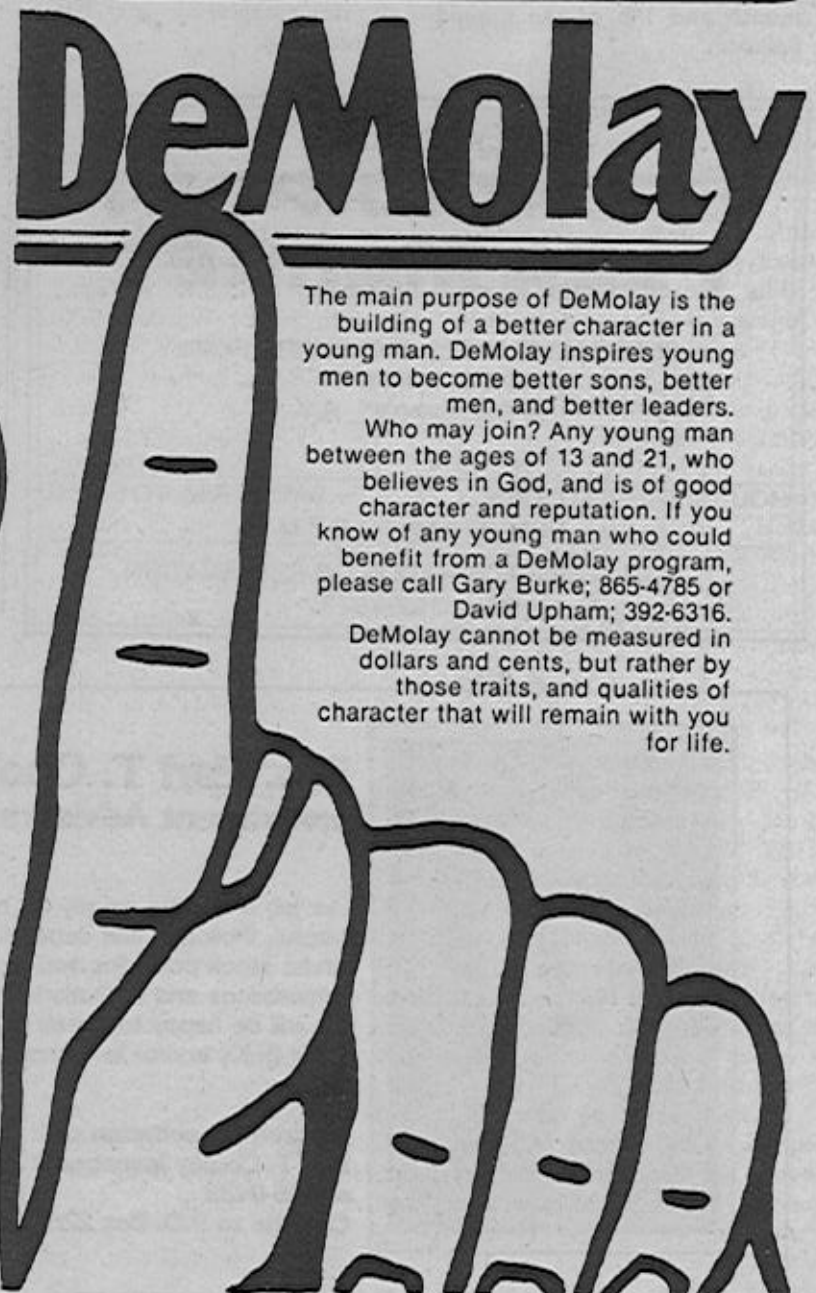 DeMolay
The main purpose of DeMolay is the
building of a better character in a
young man. DeMolay inspires young
men to become better sons, better
men, and better leaders.
Who may join? Any young man
between the ages of 13 and 21, who
believes in God, and is of good
character and reputation. If you
know of any young man who could
benefit from a DeMolay program,
please call Gary Burke; 865-4785 or
David Upham; 392-6316.
DeMolay cannot be measured in
dollars and cents, but rather by
those traits, and qualities of
character that will remain with you
for life.